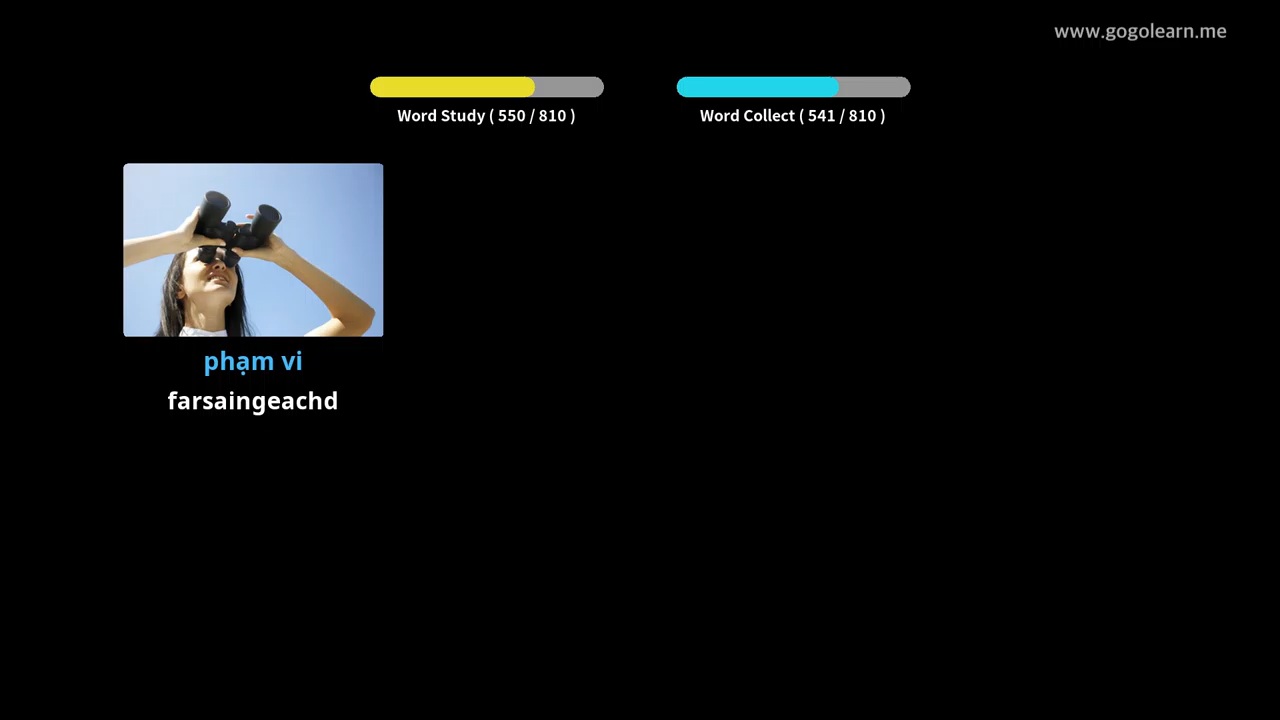 www.gogolearn.me
Word Study ( 550 / 810 )
Word Collect ( 541 / 810 )
phạm vi
farsaingeachd